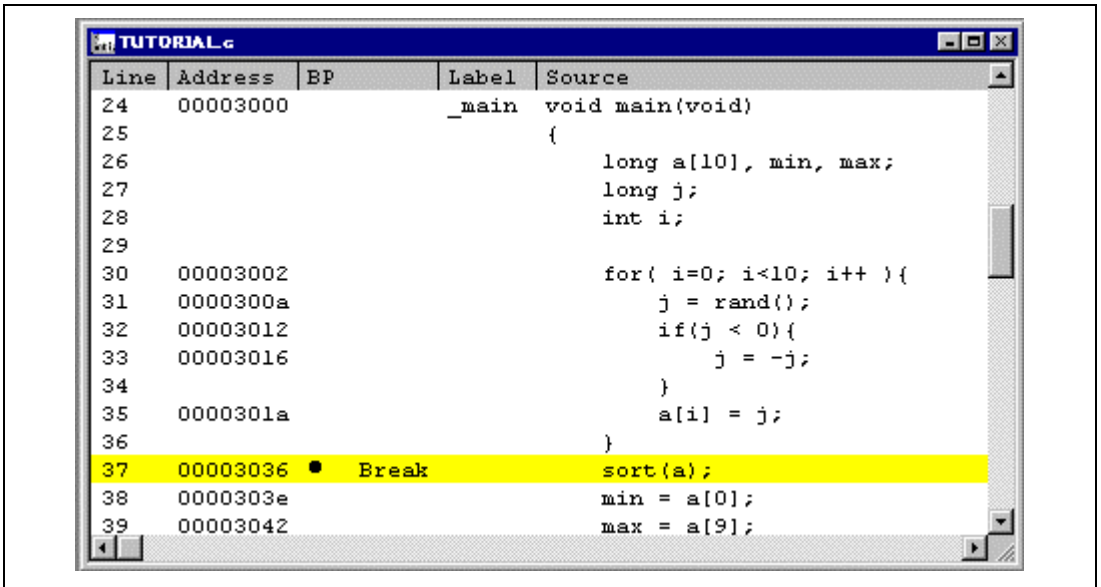 TUTORIAL.c
Line Address BP Label Source
24 00003000 _main void main(void)
25 {
26 long a[10], min, max;
27 long j;
28 int i;
29
30 00003002 for( i=0; i<10; i++ ){
31 0000300a j = rand();
32 00003012 if(j < 0){
33 00003016 j = -j;
34 }
35 0000301a a[i] = j;
36 }
37 00003036 ● Break sort(a);
38 0000303e min = a[0];
39 00003042 max = a[9];